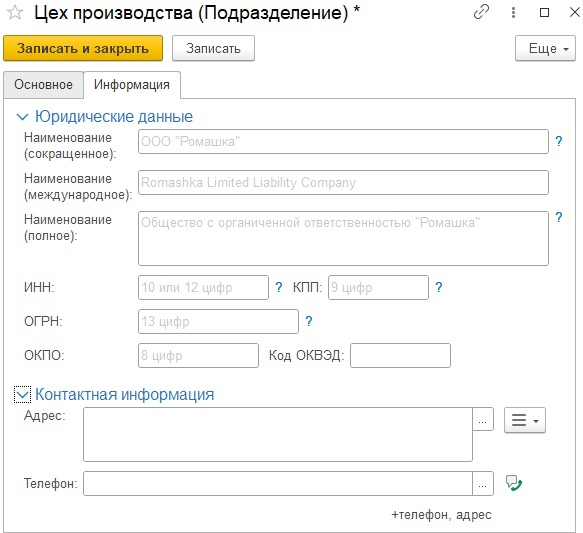 Цех производства (Подразделение) *
Записать и закрыть Записать Еще
Основное Информация
Юридические данные
Наименование
(сокращенное): ООО "Ромашка" ?
Наименование
(международное): Romashka Limited Liability Company
Наименование
(полное): Общество с органиченной ответственностью "Ромашка" ?
ИНН: 10 или 12 цифр ? КПП: 9 цифр ?
ОГРН: 13 цифр ?
ОКПО: 8 цифр Код ОКВЭД:
Контактная информация
Адрес: ...
Телефон: ...
+телефон, адрес